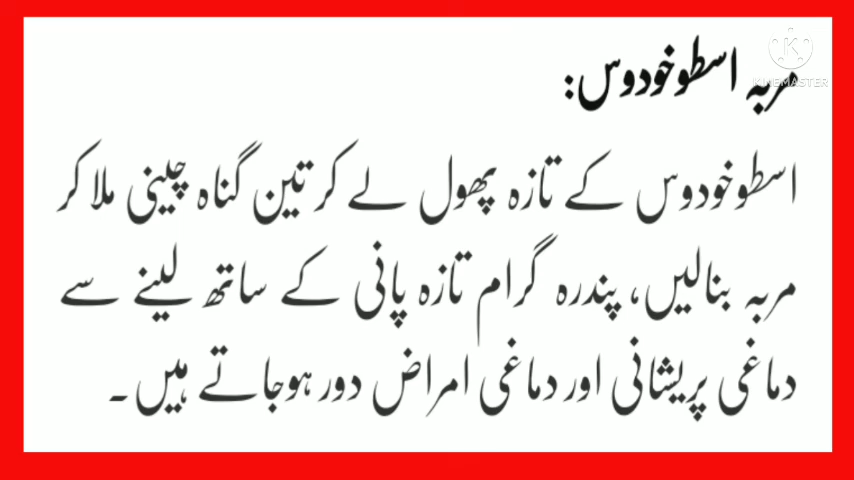 مربہ اسطوخودوس:
KINEMASTER
اسطوخودوس کے تازہ پھول لے کر تین گناہ چینی ملا کر
مربہ بنالیں، پندرہ گرام تازہ پانی کے ساتھ لینے سے
دماغی پریشانی اور دماغی امراض دور ہوجاتے ہیں۔